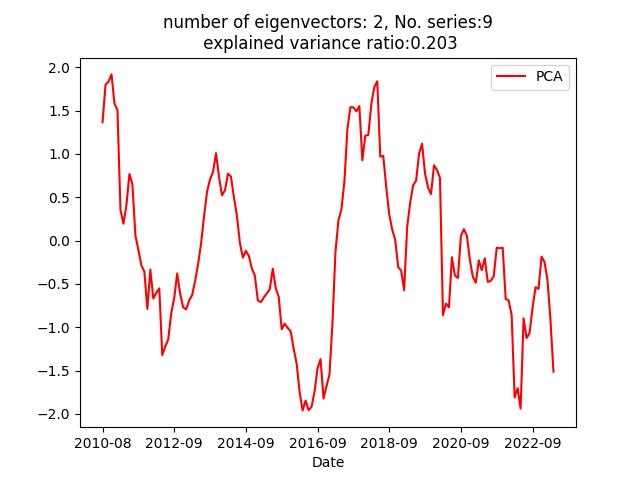 number of eigenvectors: 2, No. series:9
explained variance ratio:0.203
PCA
2.0
1.5
1.0
0.5
0.0
−0.5
−1.0
−1.5
−2.0
2010-08 2012-09 2014-09 2016-09 2018-09 2020-09 2022-09
Date